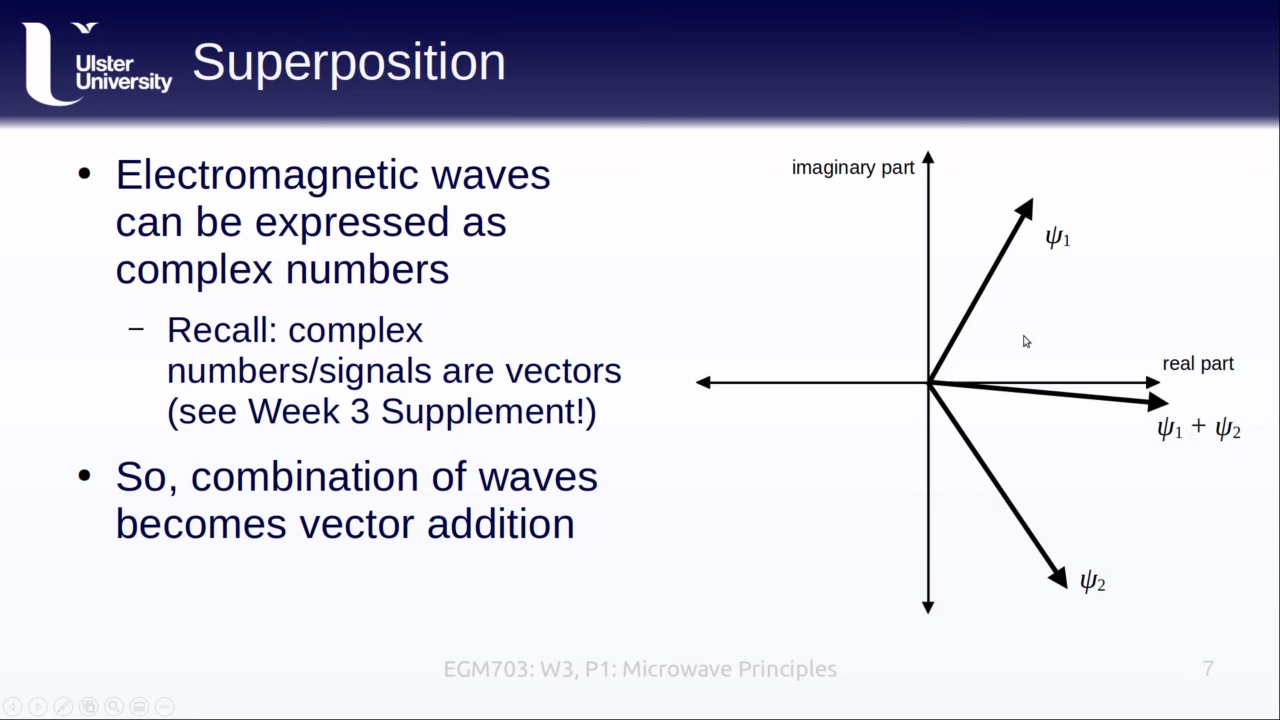 Ulster
University
Superposition
• Electromagnetic waves
can be expressed as
complex numbers
– Recall: complex
numbers/signals are vectors
(see Week 3 Supplement!)
• So, combination of waves
becomes vector addition
imaginary part
ψ₁
real part
ψ₁ + ψ₂
ψ₂
EGM703: W3, P1: Microwave Principles
7